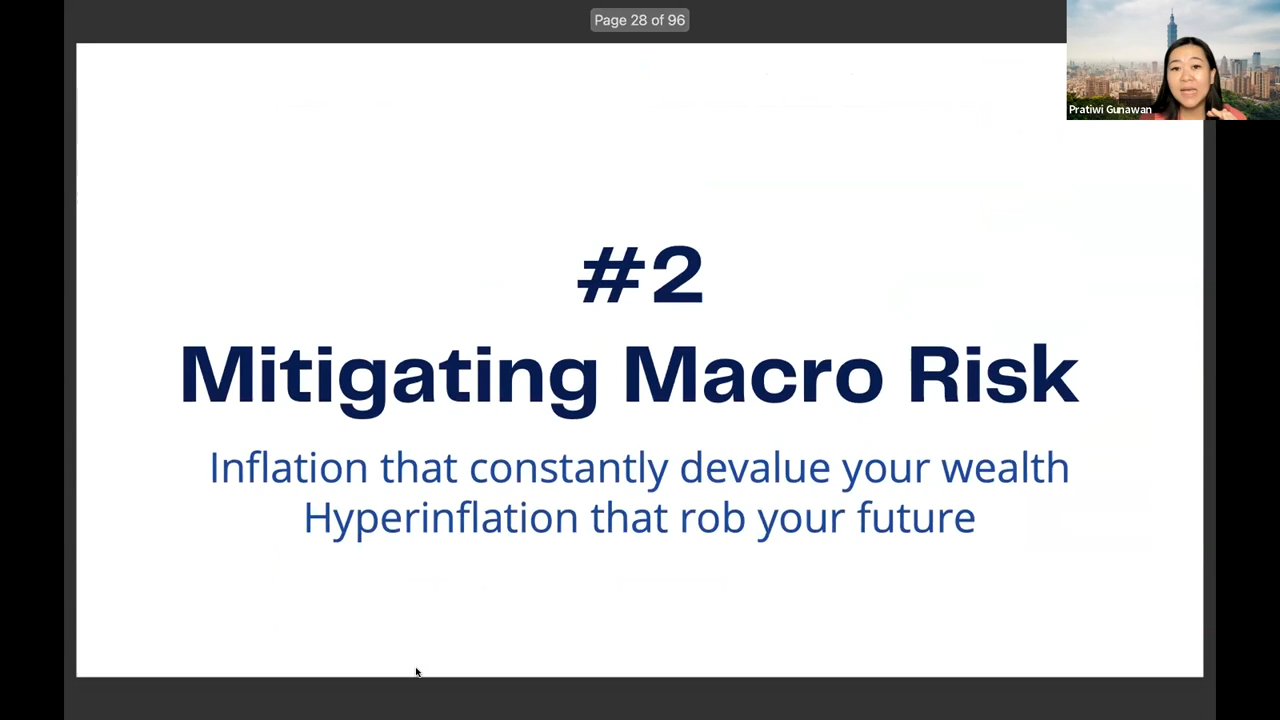 Page 28 of 96
Pratiwi Gunawan
#2
Mitigating Macro Risk
Inflation that constantly devalue your wealth
Hyperinflation that rob your future